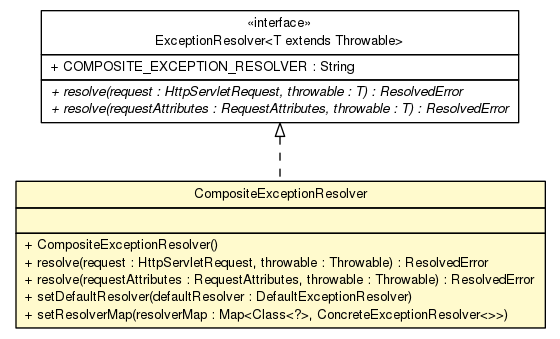 «interface»
ExceptionResolver<T extends Throwable>
+ COMPOSITE_EXCEPTION_RESOLVER : String
+ resolve(request : HttpServletRequest, throwable : T) : ResolvedError
+ resolve(requestAttributes : RequestAttributes, throwable : T) : ResolvedError
CompositeExceptionResolver
+ CompositeExceptionResolver()
+ resolve(request : HttpServletRequest, throwable : Throwable) : ResolvedError
+ resolve(requestAttributes : RequestAttributes, throwable : Throwable) : ResolvedError
+ setDefaultResolver(defaultResolver : DefaultExceptionResolver)
+ setResolverMap(resolverMap : Map<Class<?>, ConcreteExceptionResolver<>>)